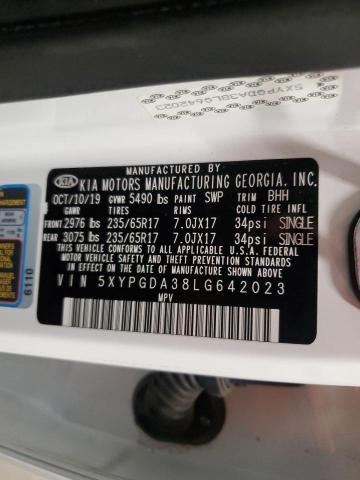 5XYPGDA38LG642023
MANUFACTURED BY
KIA KIA MOTORS MANUFACTURING GEORGIA, INC.
OCT/10/19 GVWR 5490 lbs PAINT SWP TRIM BHH
GAWR TIRES RIMS COLD TIRE INFL
FRONT 2976 lbs 235/65R17 7.0JX17 34psi SINGLE
REAR 3075 lbs 235/65R17 7.0JX17 34psi SINGLE
THIS VEHICLE CONFORMS TO ALL APPLICABLE U.S.A. FEDERAL
MOTOR VEHICLE SAFETY, BUMPER, AND THEFT PREVENTION STANDARDS
IN EFFECT ON THE DATE OF MANUFACTURE SHOWN ABOVE.
VIN 5XYPGDA38LG642023
MPV
6110